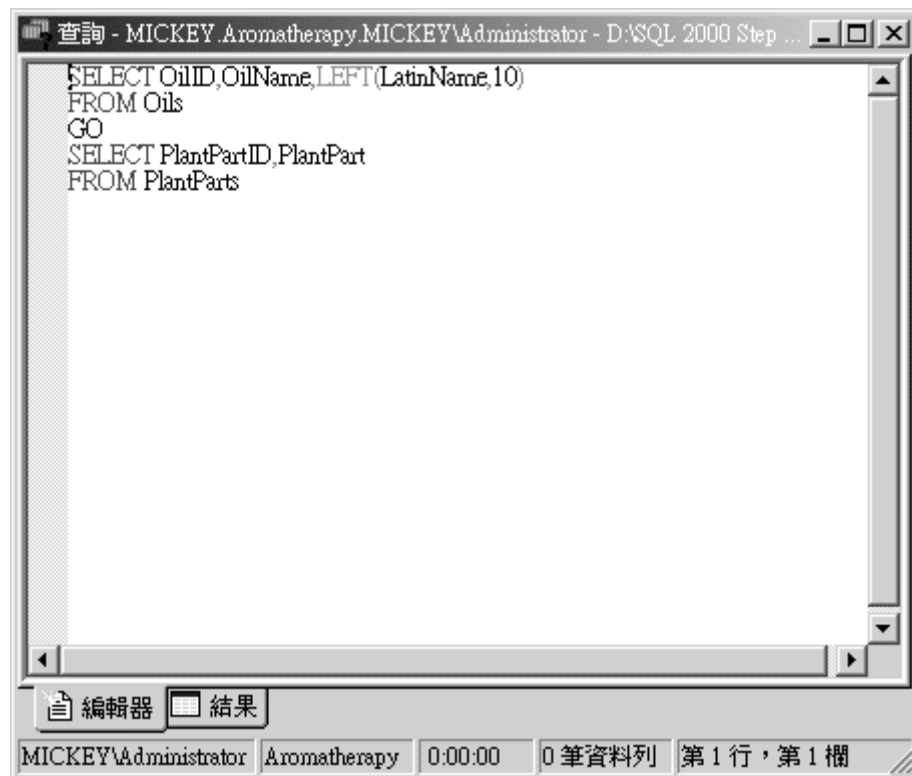 查詢 - MICKEY.Aromatherapy.MICKEY\Administrator - D:\SQL 2000 Step ...
SELECT OilID,OilName,LEFT(LatinName,10)
FROM Oils
GO
SELECT PlantPartID,PlantPart
FROM PlantParts
編輯器 結果
MICKEY\Administrator Aromatherapy 0:00:00 0 筆資料列 第 1 行，第 1 欄